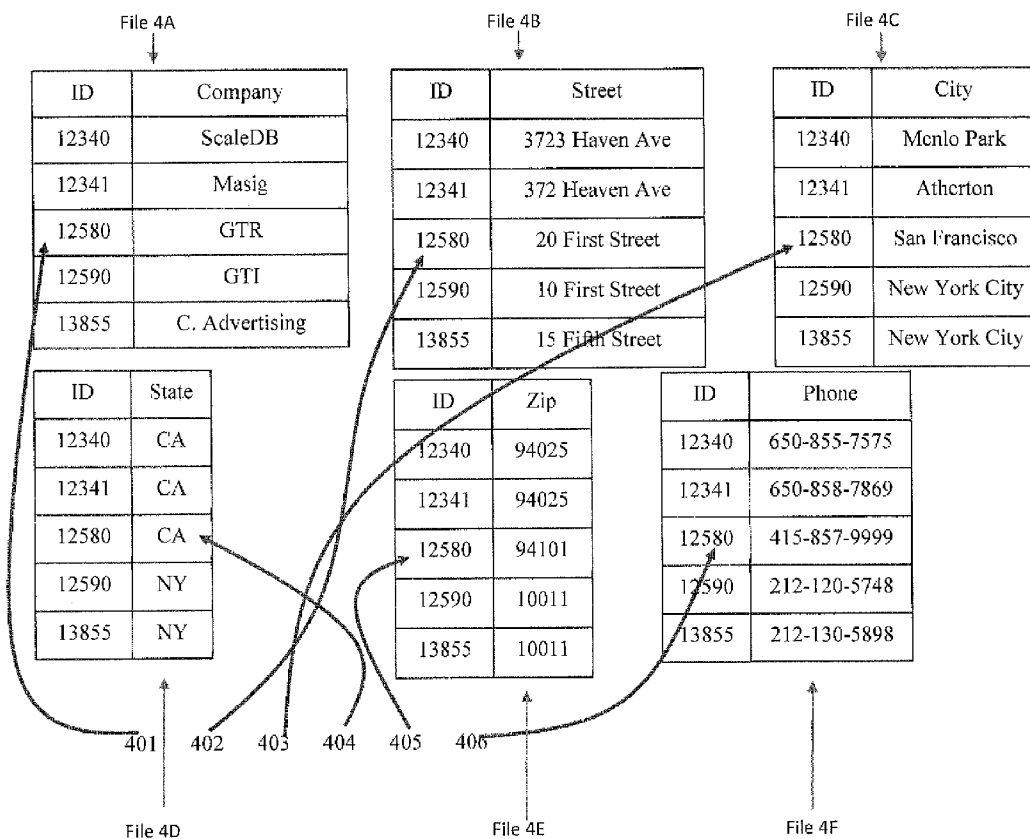 File 4A
File 4B
File 4C
ID Company
12340 ScaleDB
12341 Masig
12580 GTR
12590 GTI
13855 C. Advertising
ID Street
12340 3723 Haven Ave
12341 372 Heaven Ave
12580 20 First Street
12590 10 First Street
13855 15 Fifth Street
ID City
12340 Menlo Park
12341 Atherton
12580 San Francisco
12590 New York City
13855 New York City
ID State
12340 CA
12341 CA
12580 CA
12590 NY
13855 NY
ID Zip
12340 94025
12341 94025
12580 94101
12590 10011
13855 10011
ID Phone
12340 650-855-7575
12341 650-858-7869
12580 415-857-9999
12590 212-120-5748
13855 212-130-5898
401 402 403 404 405 406
File 4D
File 4E
File 4F